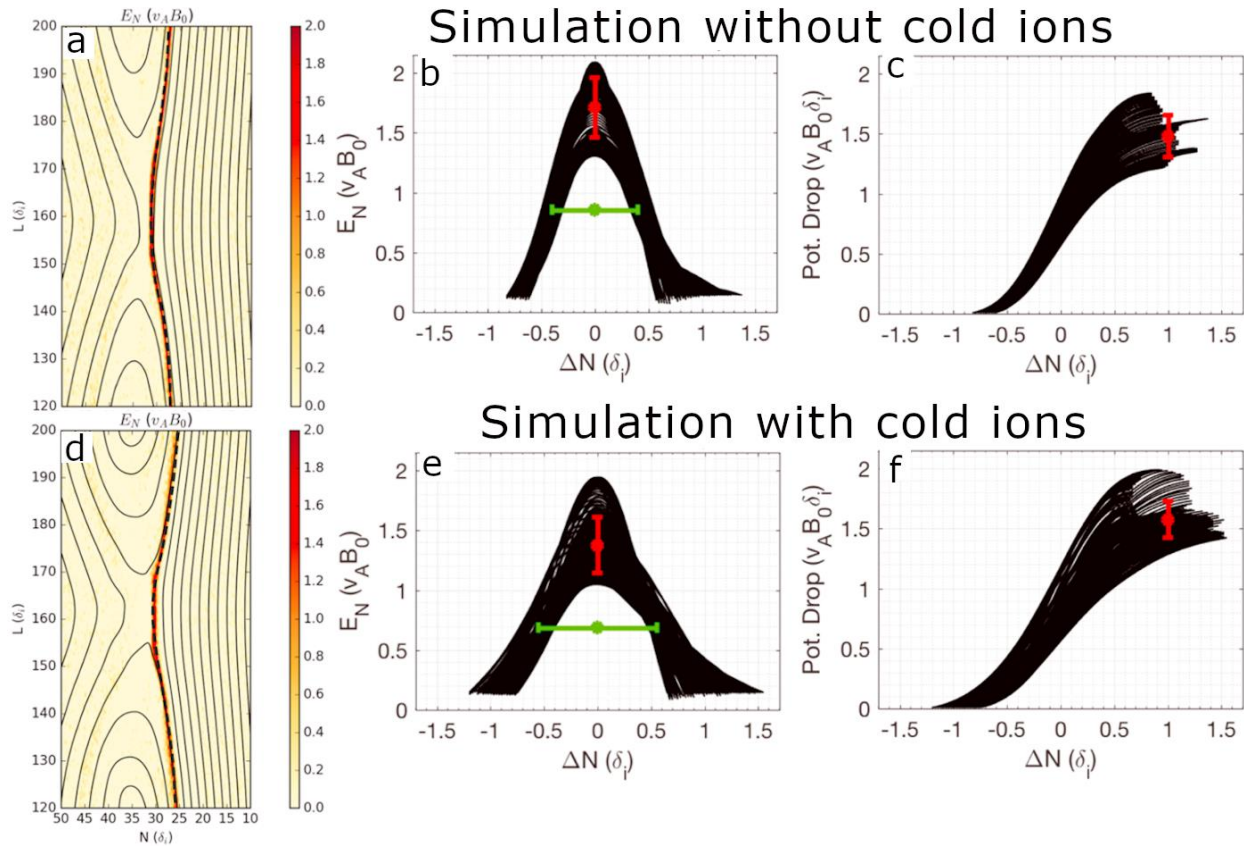 E_N (v_A B_0)
Simulation without cold ions
a
b
c
L (δ_i)
200
190
180
170
160
150
140
130
120
2.0
1.8
1.6
1.4
1.2
1.0
0.8
0.6
0.4
0.2
0.0
E_N (v_A B_0)
2
1.5
1
0.5
0
-1.5 -1 -0.5 0 0.5 1 1.5
ΔN (δ_i)
Pot. Drop (v_A B_0 δ_i)
2
1.5
1
0.5
0
-1.5 -1 -0.5 0 0.5 1 1.5
ΔN (δ_i)
E_N (v_A B_0)
Simulation with cold ions
d
e
f
L (δ_i)
200
190
180
170
160
150
140
130
120
50 45 40 35 30 25 20 15 10
N (δ_i)
2.0
1.8
1.6
1.4
1.2
1.0
0.8
0.6
0.4
0.2
0.0
E_N (v_A B_0)
2
1.5
1
0.5
0
-1.5 -1 -0.5 0 0.5 1 1.5
ΔN (δ_i)
Pot. Drop (v_A B_0 δ_i)
2
1.5
1
0.5
0
-1.5 -1 -0.5 0 0.5 1 1.5
ΔN (δ_i)